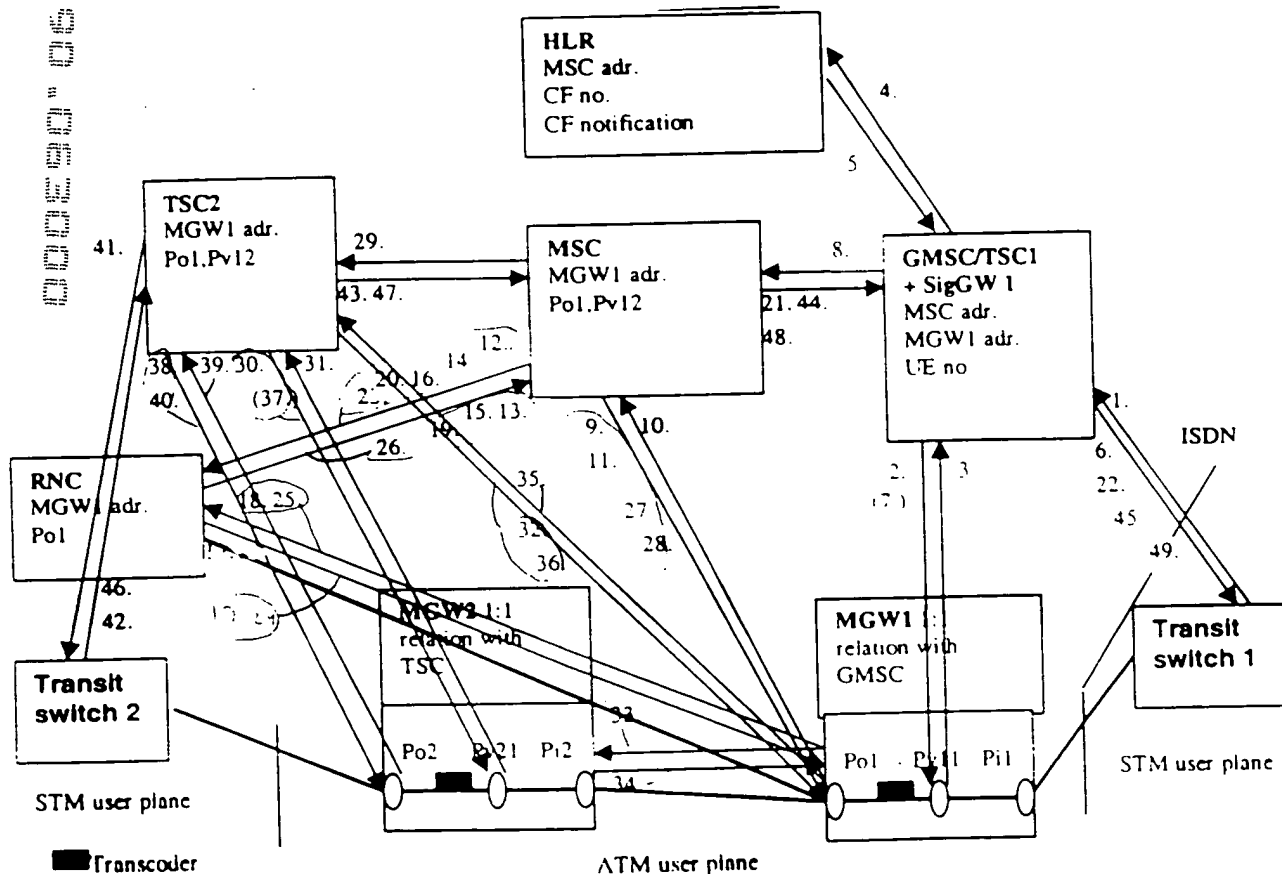 HLR
MSC adr.
CF no.
CF notification
4.
5
TSC2
MGW1 adr.
Po1,Pv12
41.
29.
43. 47.
MSC
MGW1 adr.
Po1,Pv12
8.
21. 44.
48.
GMSC/TSC1
+ SigGW 1
MSC adr.
MGW1 adr.
UE no
38.
39.
30.
31.
40.
(37.)
20. 16.
14
12.
15. 13.
19.
26.
9.
10.
11.
1.
6.
22.
45
49.
ISDN
2.
3
(7.)
RNC
MGW1 adr.
Po1
18. 25.
35.
32.
36.
27
28.
46.
42.
MGW2 1:1
relation with
TSC
MGW1 1:
relation with
GMSC
Transit
switch 1
Transit
switch 2
33.
34.
Po2
Pv21
Pi2
Po1
Pv11
Pi1
STM user plane
STM user plane
Transcoder
ATM user plane